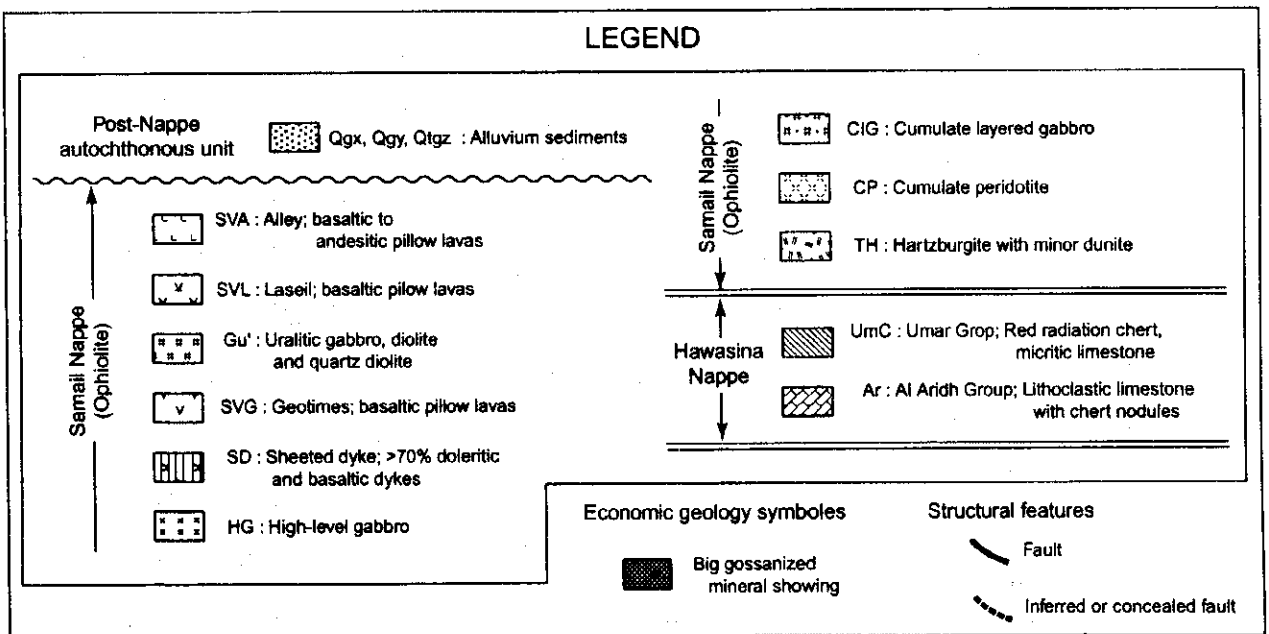 LEGEND
Post-Nappe
autochthonous unit
Qgx, Qgy, Qtgz : Alluvium sediments
Samail Nappe
(Ophiolite)
SVA : Alley; basaltic to
andesitic pillow lavas
SVL : Laseil; basaltic pilow lavas
Gu' : Uralitic gabbro, diolite
and quartz diolite
SVG : Geotimes; basaltic pillow lavas
SD : Sheeted dyke; >70% doleritic
and basaltic dykes
HG : High-level gabbro
Samail Nappe
(Ophiolite)
CIG : Cumulate layered gabbro
CP : Cumulate peridotite
TH : Hartzburgite with minor dunite
Hawasina
Nappe
UmC : Umar Grop; Red radiation chert,
micritic limestone
Ar : Al Aridh Group; Lithoclastic limestone
with chert nodules
Economic geology symboles
Big gossanized
mineral showing
Structural features
Fault
Inferred or concealed fault